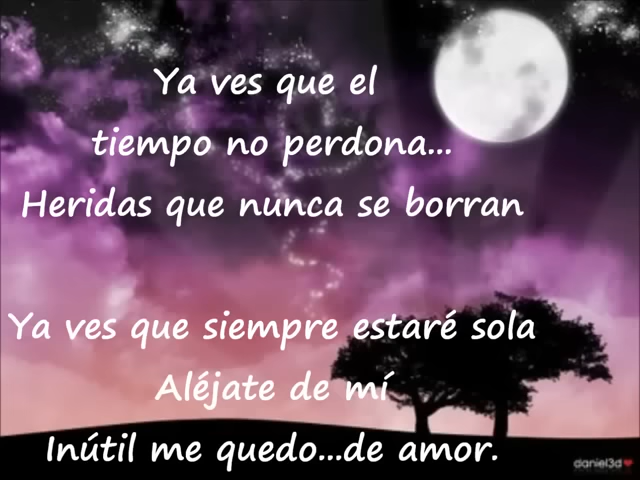 Ya ves que el
tiempo no perdona...
Heridas que nunca se borran
Ya ves que siempre estaré sola
Aléjate de mí
Inútil me quedo...de amor.
daniel3d